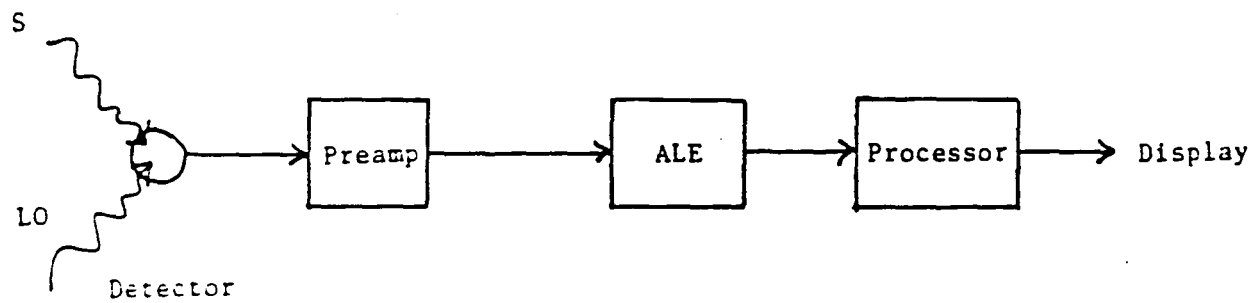 S
Preamp
ALE
Processor
Display
LO
Detector